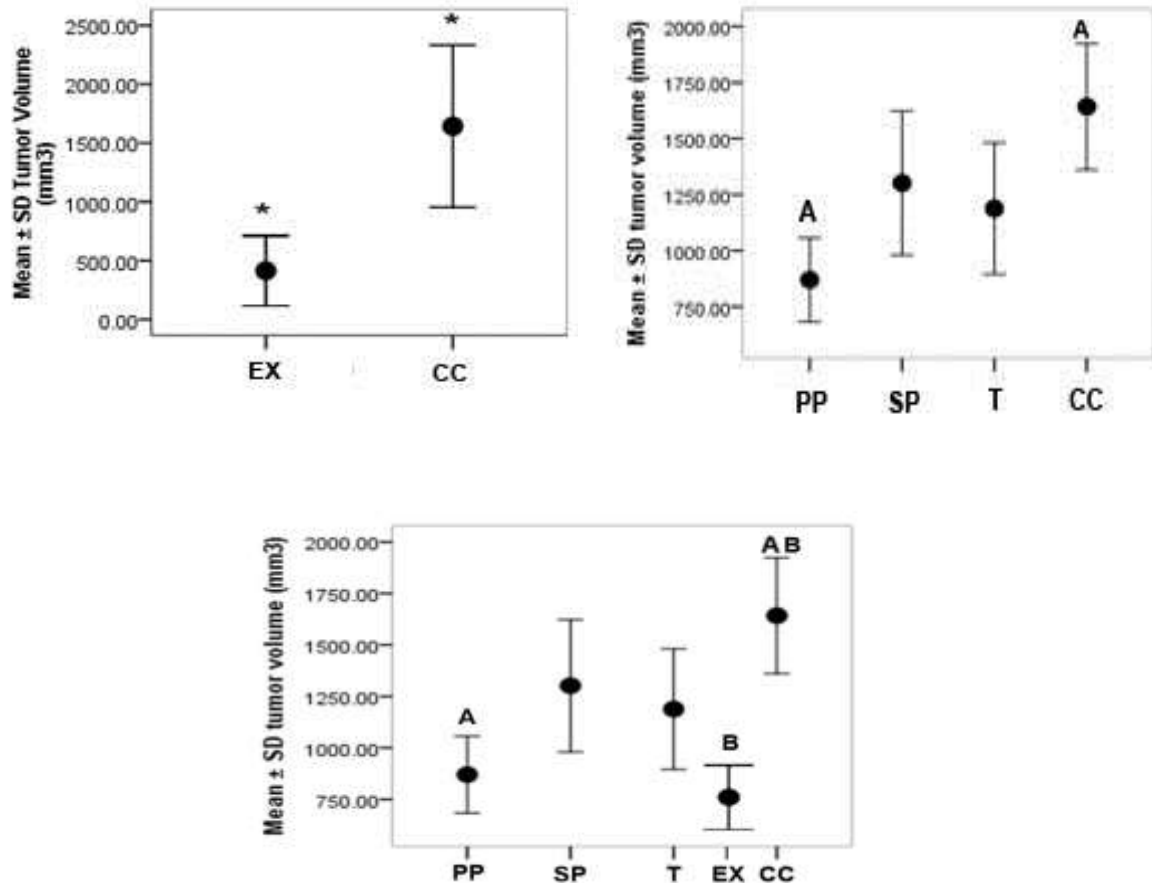 Mean ± SD Tumor Volume
(mm3)
2500.00
2000.00
1500.00
1000.00
500.00
0.00
*
*
EX
CC
Mean ± SD tumor volume (mm3)
2000.00
1750.00
1500.00
1250.00
1000.00
750.00
A
A
PP
SP
T
CC
Mean ± SD tumor volume (mm3)
2000.00
1750.00
1500.00
1250.00
1000.00
750.00
A
B
A B
PP
SP
T
EX
CC